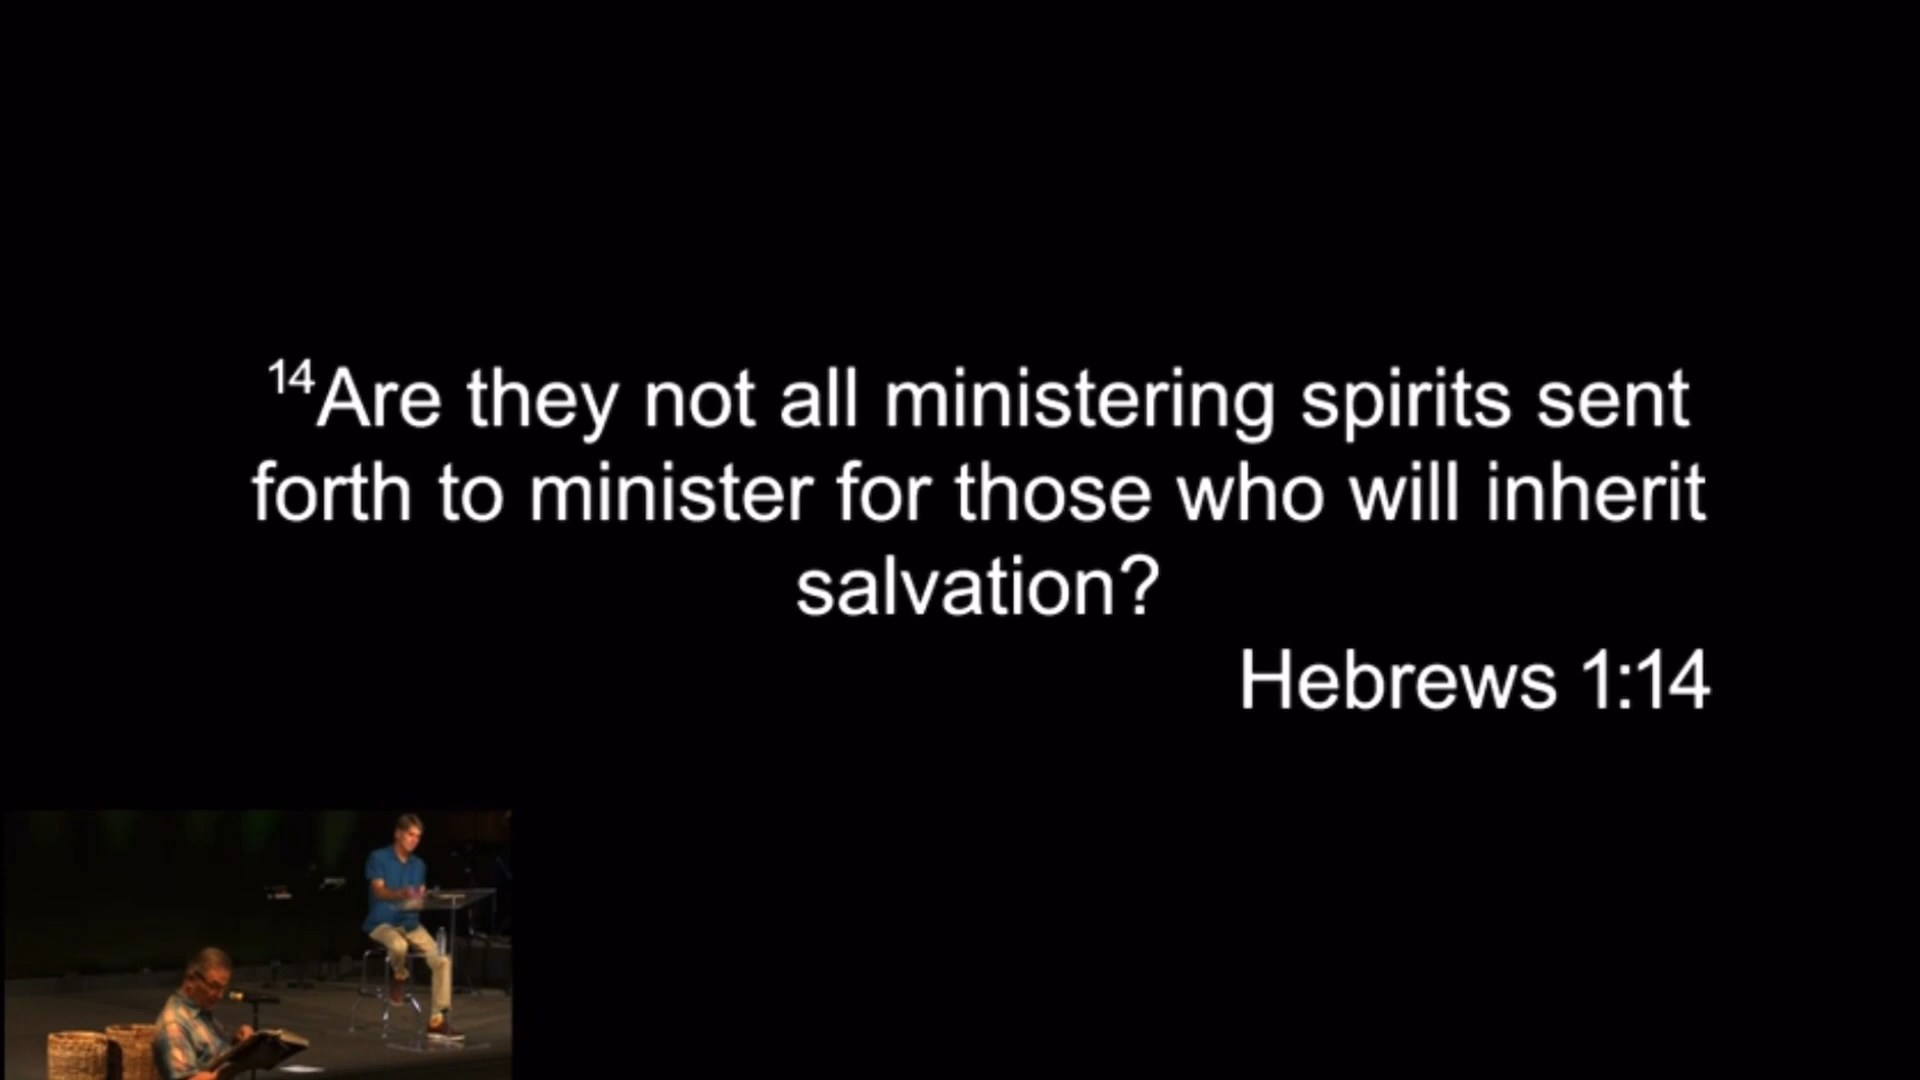 ¹⁴Are they not all ministering spirits sent
forth to minister for those who will inherit
salvation?
Hebrews 1:14